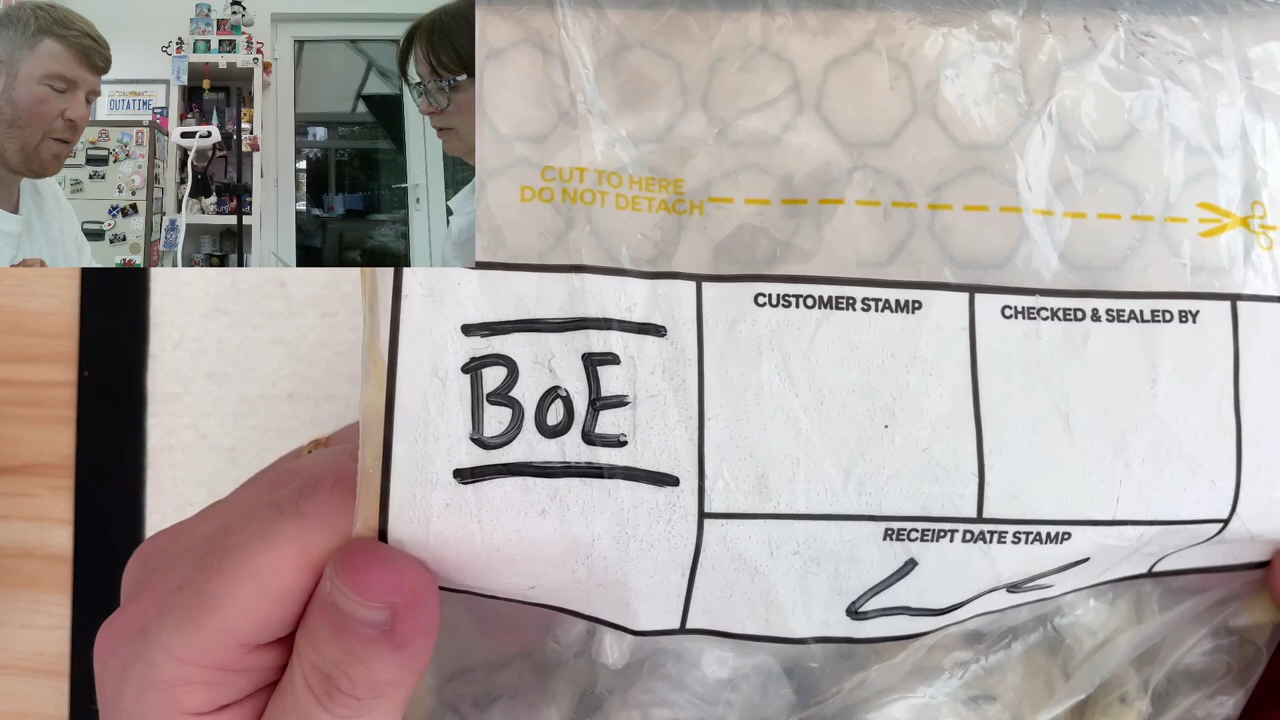 OUTATIME
CUT TO HERE
DO NOT DETACH
CUSTOMER STAMP
CHECKED & SEALED BY
BoE
RECEIPT DATE STAMP